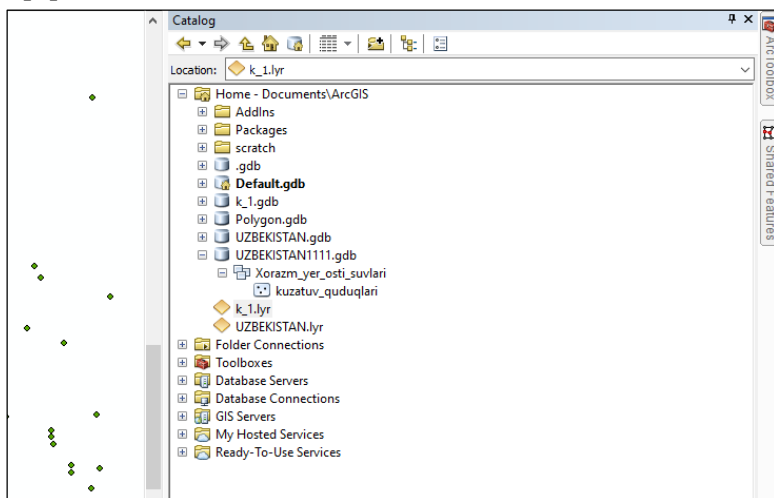 Catalog
Location: k_1.lyr
Home - Documents\ArcGIS
AddIns
Packages
scratch
.gdb
Default.gdb
k_1.gdb
Polygon.gdb
UZBEKISTAN.gdb
UZBEKISTAN1111.gdb
Xorazm_yer_osti_suvlari
kuzatuv_quduqlari
k_1.lyr
UZBEKISTAN.lyr
Folder Connections
Toolboxes
Database Servers
Database Connections
GIS Servers
My Hosted Services
Ready-To-Use Services
ArcToolbox
Shared Features